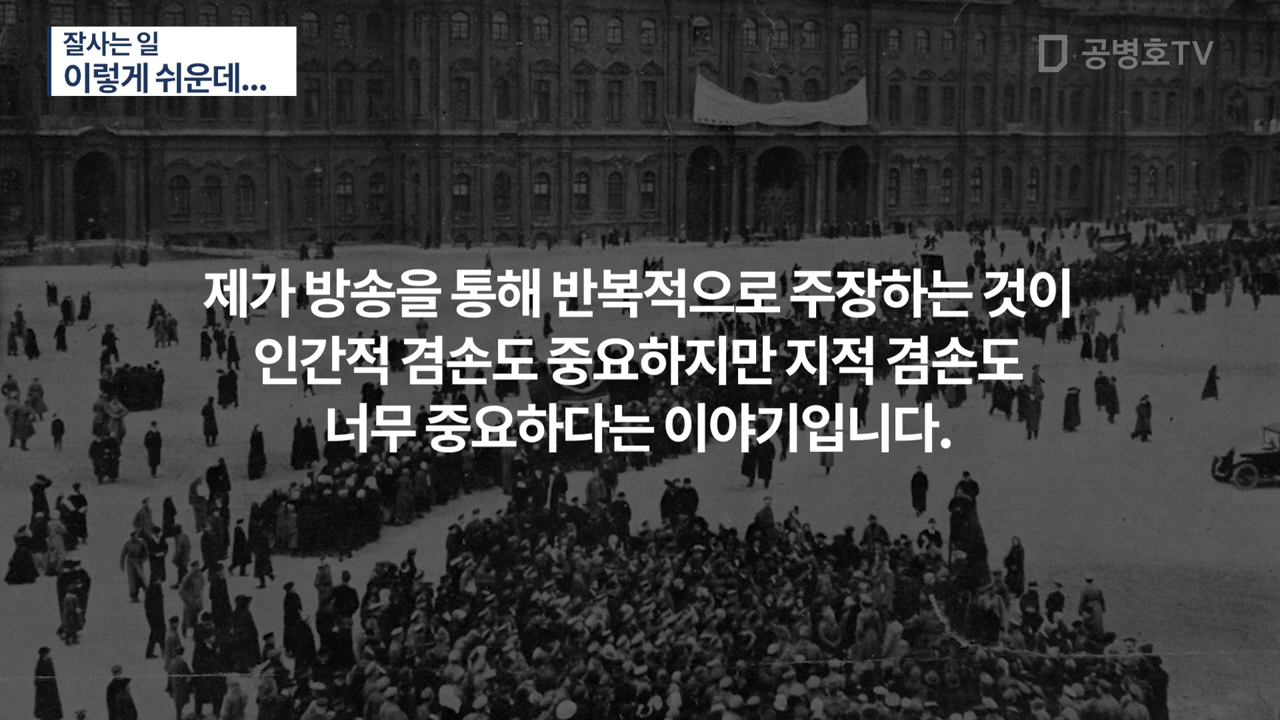 잘사는 일
이렇게 쉬운데...
공병호TV
제가 방송을 통해 반복적으로 주장하는 것이
인간적 겸손도 중요하지만 지적 겸손도
너무 중요하다는 이야기입니다.